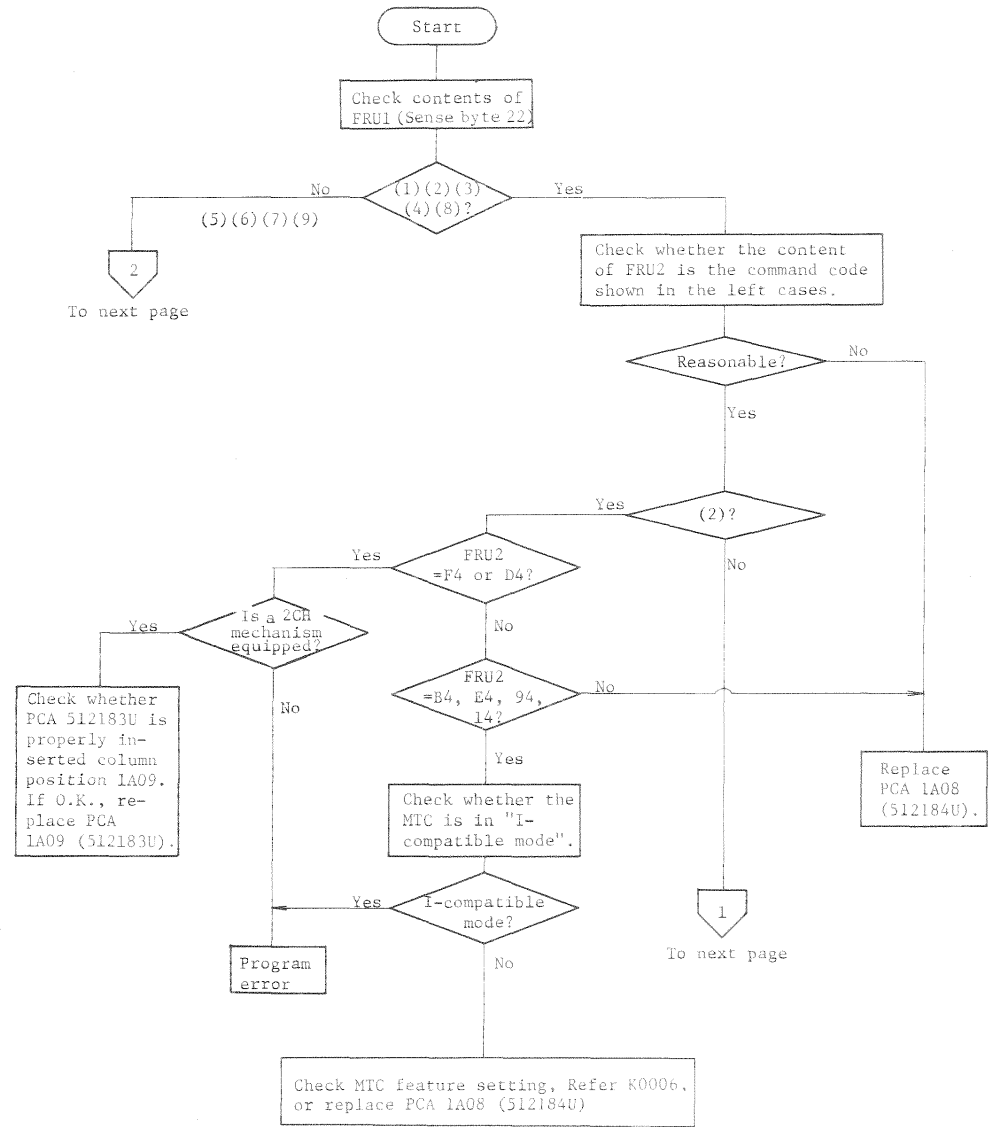 Start
Check contents of
FRU1 (Sense byte 22)
(1)(2)(3)
(4)(8)?
No
Yes
(5)(6)(7)(9)
2
To next page
Check whether the content
of FRU2 is the command code
shown in the left cases.
Reasonable?
No
Yes
(2)?
Yes
No
FRU2
=F4 or D4?
Yes
No
Is a 2CH
mechanism
equipped?
Yes
No
Check whether
PCA 512183U is
properly in-
serted column
position 1A09.
If O.K., re-
place PCA
1A09 (512183U).
FRU2
=B4, E4, 94,
14?
No
Yes
Replace
PCA 1A08
(512184U).
Check whether the
MTC is in "I-
compatible mode".
I-compatible
mode?
Yes
No
1
To next page
Program
error
Check MTC feature setting, Refer K0006,
or replace PCA 1A08 (512184U)